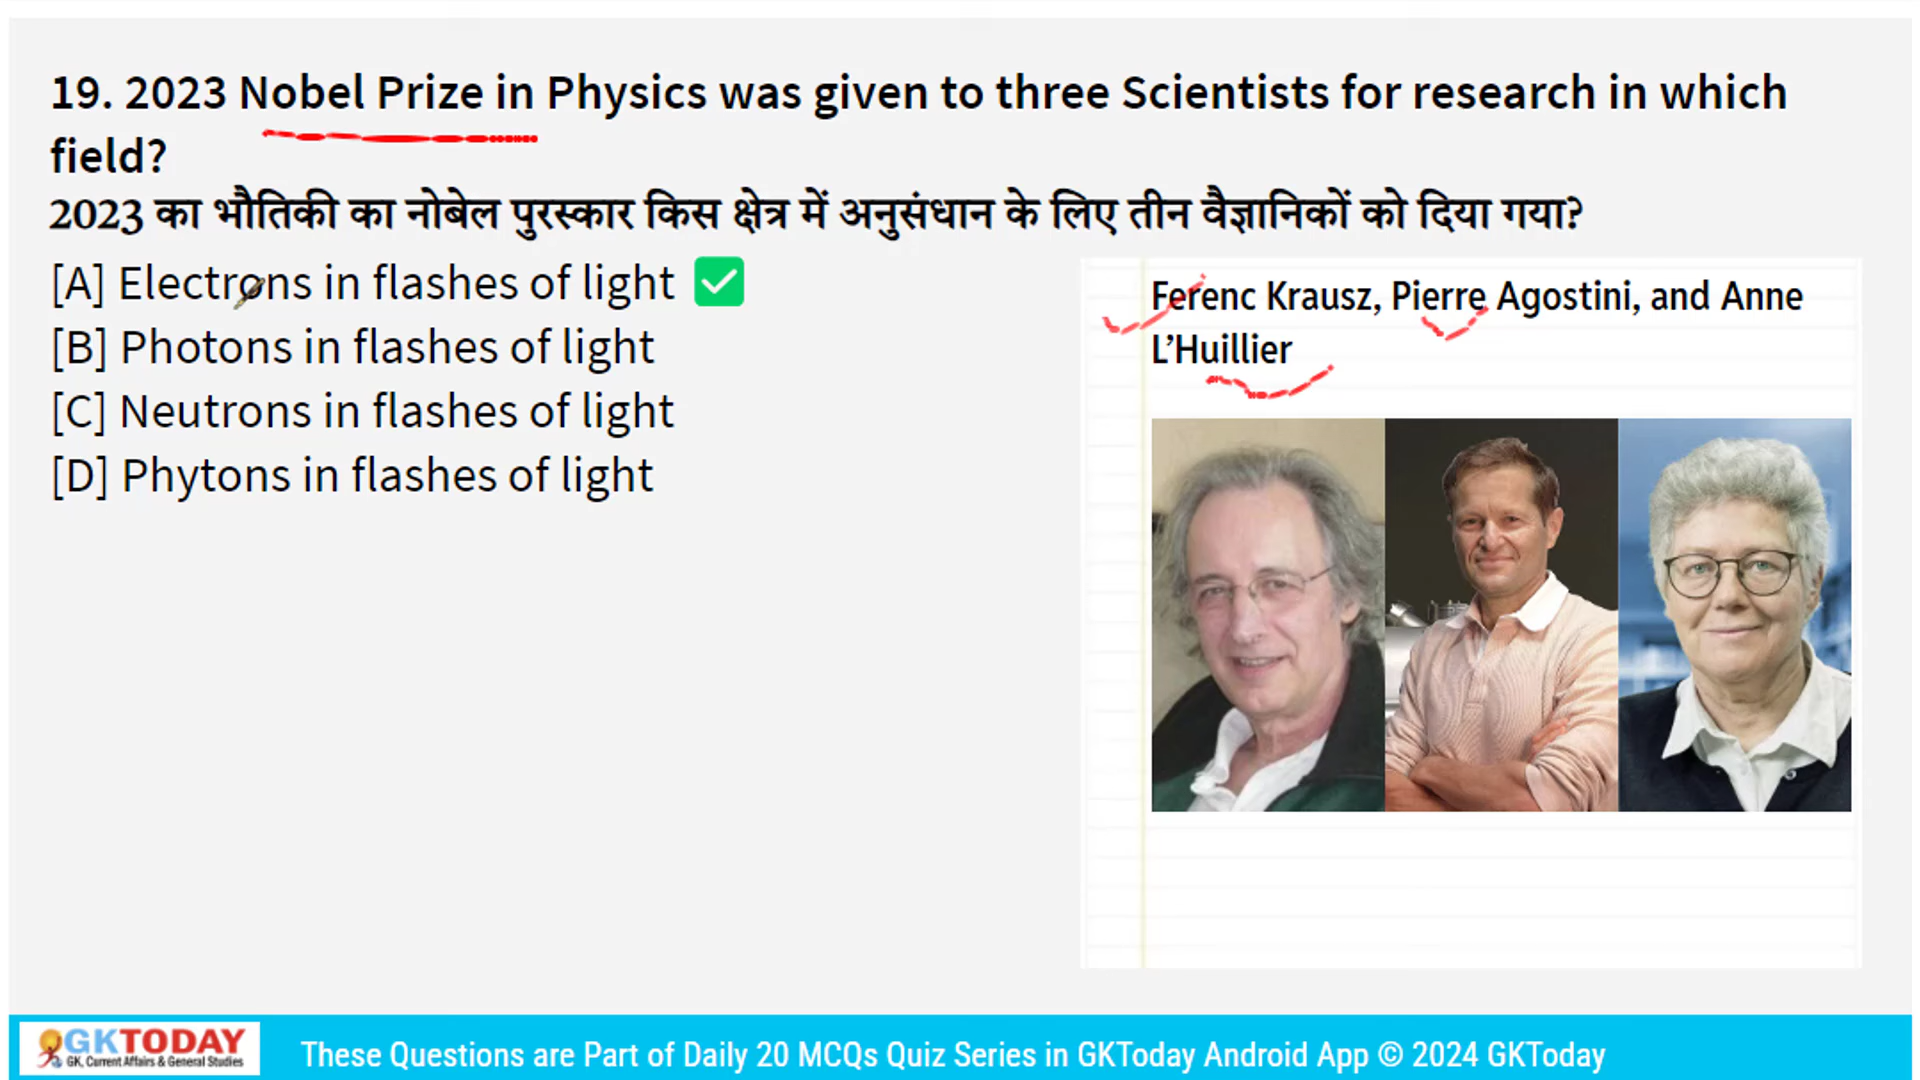 19. 2023 Nobel Prize in Physics was given to three Scientists for research in which
field?
2023 का भौतिकी का नोबेल पुरस्कार किस क्षेत्र में अनुसंधान के लिए तीन वैज्ञानिकों को दिया गया?
[A] Electrons in flashes of light
[B] Photons in flashes of light
[C] Neutrons in flashes of light
[D] Phytons in flashes of light
Ferenc Krausz, Pierre Agostini, and Anne
L’Huillier
GKTODAY
GK, Current Affairs & General Studies
These Questions are Part of Daily 20 MCQs Quiz Series in GKToday Android App © 2024 GKToday